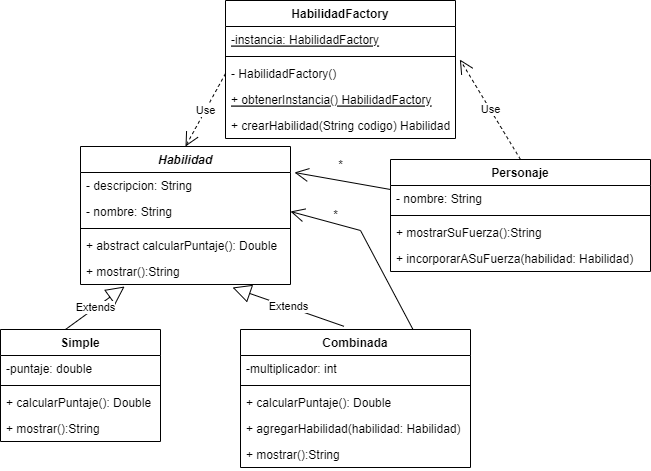 HabilidadFactory
-instancia: HabilidadFactory
- HabilidadFactory()
+ obtenerInstancia() HabilidadFactory
+ crearHabilidad(String codigo) Habilidad
Use
Use
Habilidad
- descripcion: String
- nombre: String
+ abstract calcularPuntaje(): Double
+ mostrar():String
*
*
Personaje
- nombre: String
+ mostrarSuFuerza():String
+ incorporarASuFuerza(habilidad: Habilidad)
Extends
Extends
Simple
-puntaje: double
+ calcularPuntaje(): Double
+ mostrar():String
Combinada
-multiplicador: int
+ calcularPuntaje(): Double
+ agregarHabilidad(habilidad: Habilidad)
+ mostrar():String